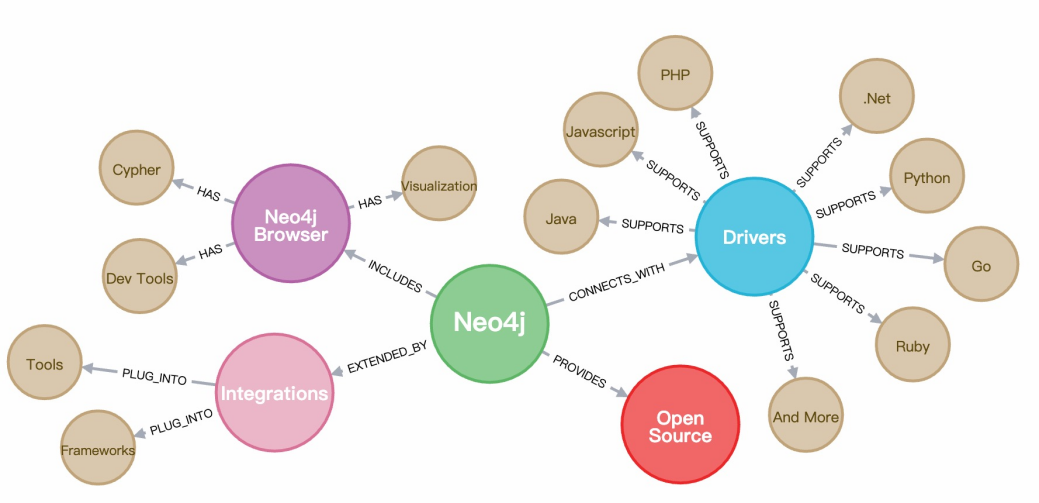 PHP
.Net
Javascript
SUPPORTS
SUPPORTS
Cypher
SUPPORTS
Python
HAS
Visualization
HAS
SUPPORTS
Java
SUPPORTS
Neo4j
Browser
Drivers
SUPPORTS
HAS
Dev Tools
INCLUDES
CONNECTS_WITH
Go
SUPPORTS
Neo4j
SUPPORTS
Ruby
EXTENDED_BY
Tools
PLUG_INTO
PROVIDES
Integrations
PLUG_INTO
Open
Source
And More
Frameworks